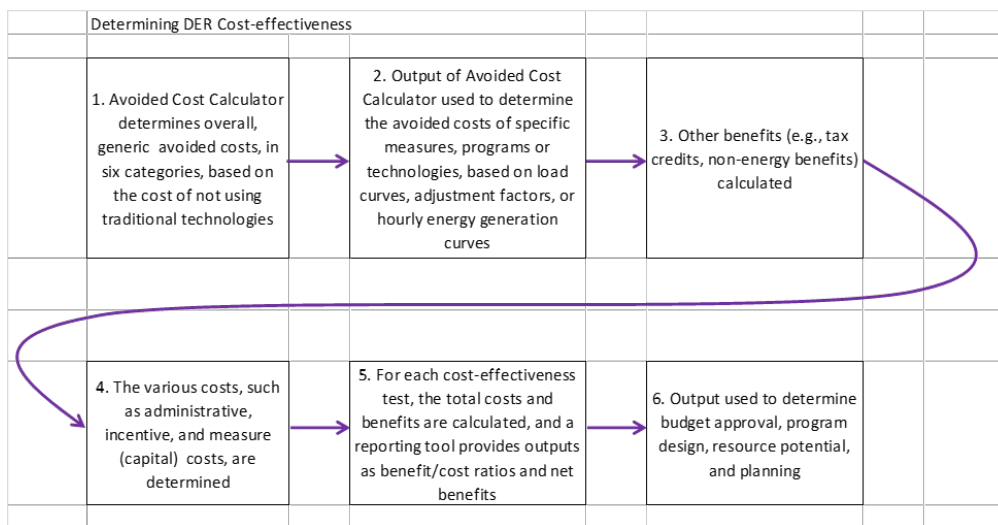 Determining DER Cost-effectiveness
1. Avoided Cost Calculator
determines overall,
generic avoided costs, in
six categories, based on
the cost of not using
traditional technologies
2. Output of Avoided Cost
Calculator used to determine
the avoided costs of specific
measures, programs or
technologies, based on load
curves, adjustment factors, or
hourly energy generation
curves
3. Other benefits (e.g., tax
credits, non-energy benefits)
calculated
4. The various costs, such
as administrative,
incentive, and measure
(capital) costs, are
determined
5. For each cost-effectiveness
test, the total costs and
benefits are calculated, and a
reporting tool provides outputs
as benefit/cost ratios and net
benefits
6. Output used to determine
budget approval, program
design, resource potential,
and planning